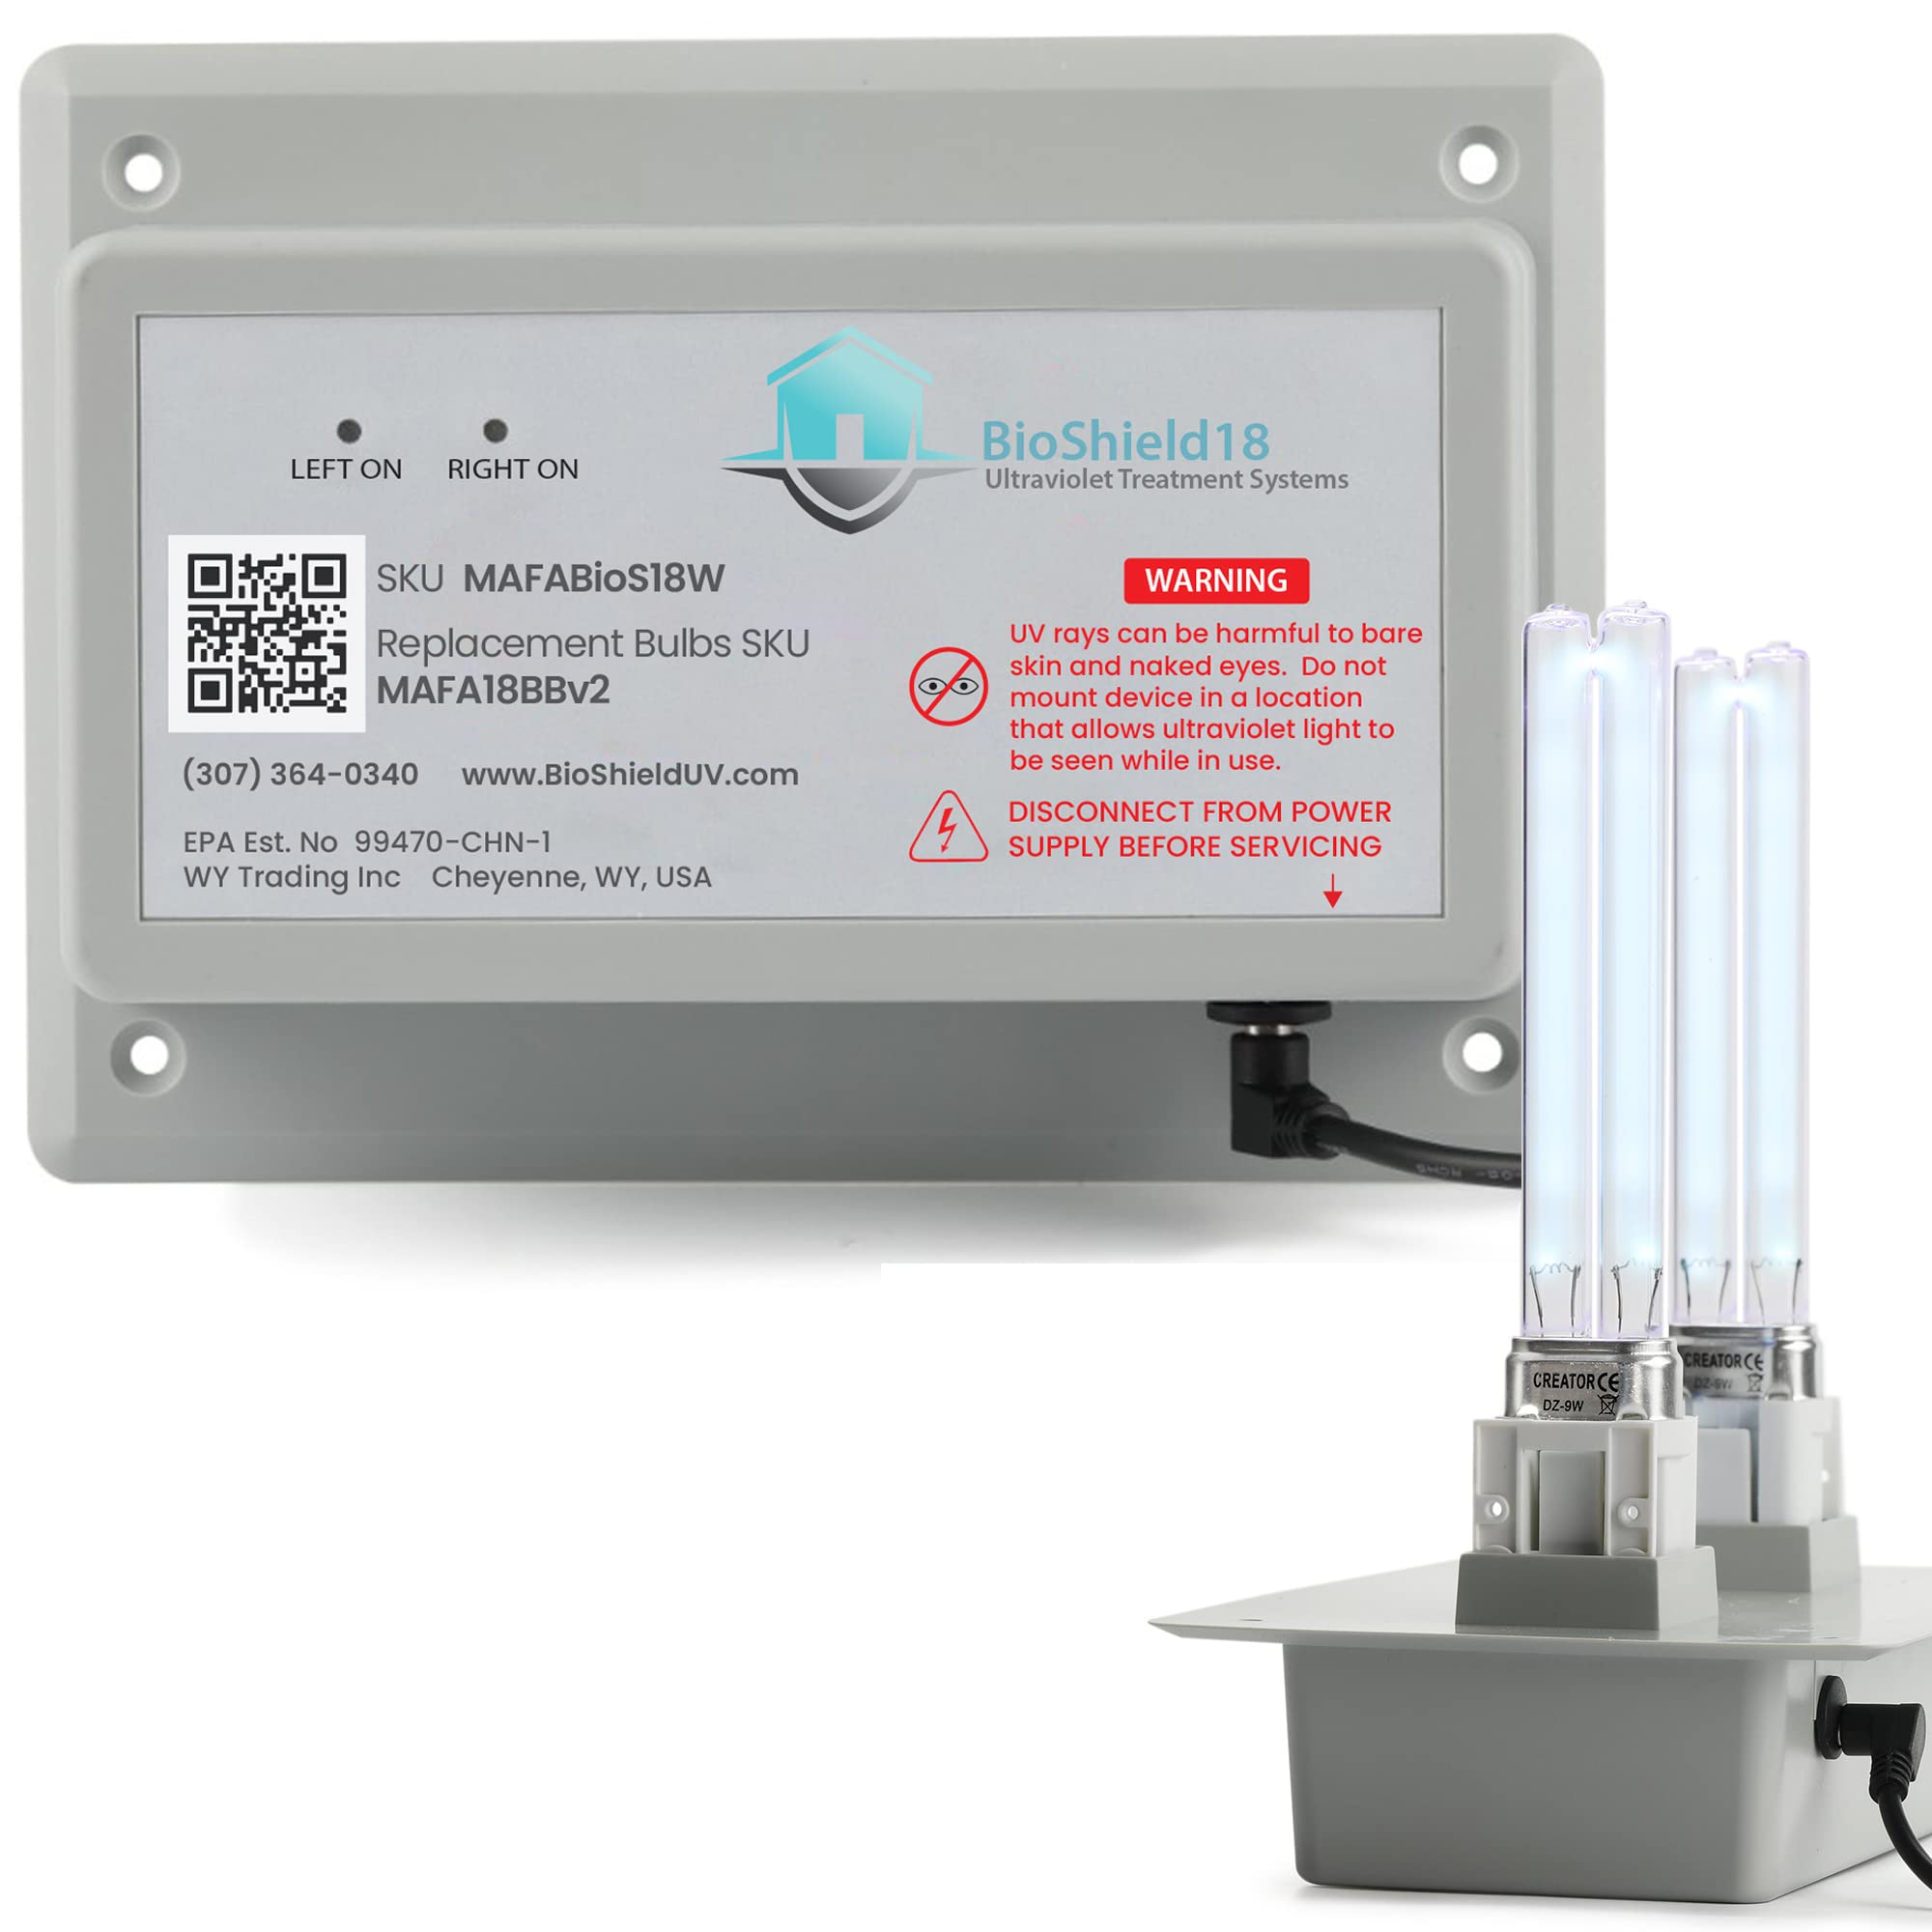 LEFT ON RIGHT ON
BioShield18
Ultraviolet Treatment Systems
SKU MAFABioS18W
Replacement Bulbs SKU
MAFA18BBv2
(307) 364-0340 www.BioShieldUV.com
EPA Est. No 99470-CHN-1
WY Trading Inc Cheyenne, WY, USA
WARNING
UV rays can be harmful to bare
skin and naked eyes. Do not
mount device in a location
that allows ultraviolet light to
be seen while in use.
DISCONNECT FROM POWER
SUPPLY BEFORE SERVICING
CREATOR CE
DZ-9W
CREATOR CE
DZ-9W